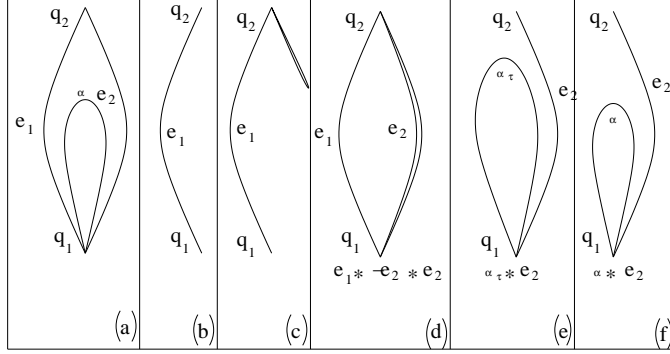 q2
α
e1 e2
q1
(a)
q2
e1
q1
(b)
q2
e1
q1
(c)
q2
e1 e2
q1
e1* −e2 * e2
(d)
q2
ατ
e2
q1
ατ* e2
(e)
q2
e2
α
q1
α* e2
(f)